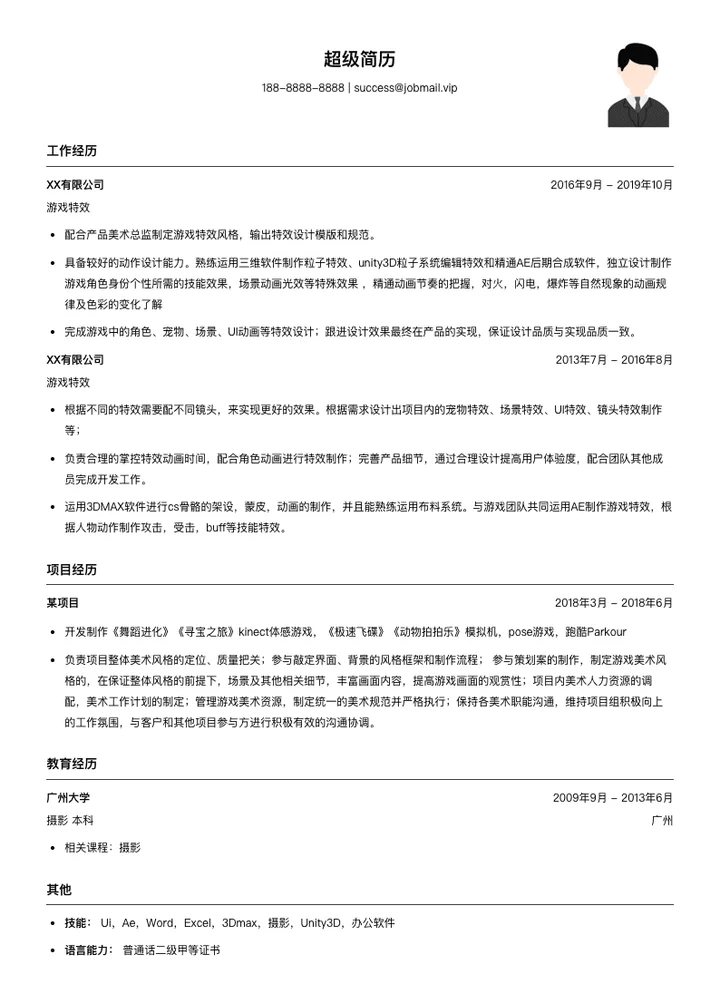 超级简历
188-8888-8888 | success@jobmail.vip
工作经历
XX有限公司 2016年9月 – 2019年10月
游戏特效
• 配合产品美术总监制定游戏特效风格，输出特效设计模版和规范。
• 具备较好的动作设计能力。熟练运用三维软件制作粒子特效、unity3D粒子系统编辑特效和精通AE后期合成软件，独立设计制作
游戏角色身份个性所需的技能效果，场景动画光效等特殊效果 ，精通动画节奏的把握，对火，闪电，爆炸等自然现象的动画规
律及色彩的变化了解
• 完成游戏中的角色、宠物、场景、UI动画等特效设计；跟进设计效果最终在产品的实现，保证设计品质与实现品质一致。
XX有限公司 2013年7月 – 2016年8月
游戏特效
• 根据不同的特效需要配不同镜头，来实现更好的效果。根据需求设计出项目内的宠物特效、场景特效、UI特效、镜头特效制作
等；
• 负责合理的掌控特效动画时间，配合角色动画进行特效制作；完善产品细节，通过合理设计提高用户体验度，配合团队其他成
员完成开发工作。
• 运用3DMAX软件进行cs骨骼的架设，蒙皮，动画的制作，并且能熟练运用布料系统。与游戏团队共同运用AE制作游戏特效，根
据人物动作制作攻击，受击，buff等技能特效。
项目经历
某项目 2018年3月 – 2018年6月
• 开发制作《舞蹈进化》《寻宝之旅》kinect体感游戏，《极速飞碟》《动物拍拍乐》模拟机，pose游戏，跑酷Parkour
• 负责项目整体美术风格的定位、质量把关；参与敲定界面、背景的风格框架和制作流程； 参与策划案的制作，制定游戏美术风
格的，在保证整体风格的前提下，场景及其他相关细节，丰富画面内容，提高游戏画面的观赏性；项目内美术人力资源的调
配，美术工作计划的制定；管理游戏美术资源，制定统一的美术规范并严格执行；保持各美术职能沟通，维持项目组积极向上
的工作氛围，与客户和其他项目参与方进行积极有效的沟通协调。
教育经历
广州大学 2009年9月 – 2013年6月
摄影 本科 广州
• 相关课程：摄影
其他
• 技能： Ui，Ae，Word，Excel，3Dmax，摄影，Unity3D，办公软件
• 语言能力： 普通话二级甲等证书